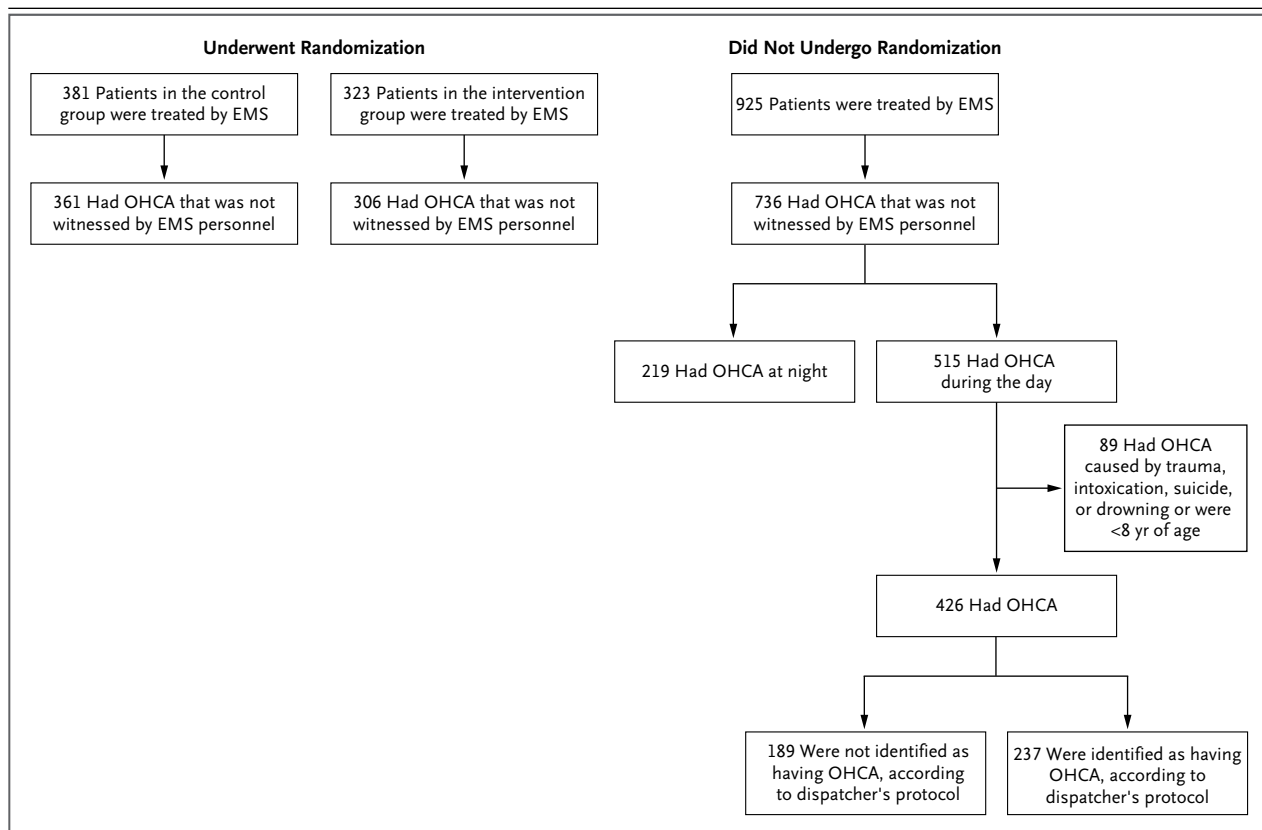 Underwent Randomization
381 Patients in the control
group were treated by EMS
323 Patients in the intervention
group were treated by EMS
361 Had OHCA that was not
witnessed by EMS personnel
306 Had OHCA that was not
witnessed by EMS personnel
Did Not Undergo Randomization
925 Patients were treated by EMS
736 Had OHCA that was not
witnessed by EMS personnel
219 Had OHCA at night
515 Had OHCA
during the day
89 Had OHCA
caused by trauma,
intoxication, suicide,
or drowning or were
<8 yr of age
426 Had OHCA
189 Were not identified as
having OHCA, according
to dispatcher's protocol
237 Were identified as having
OHCA, according to
dispatcher's protocol